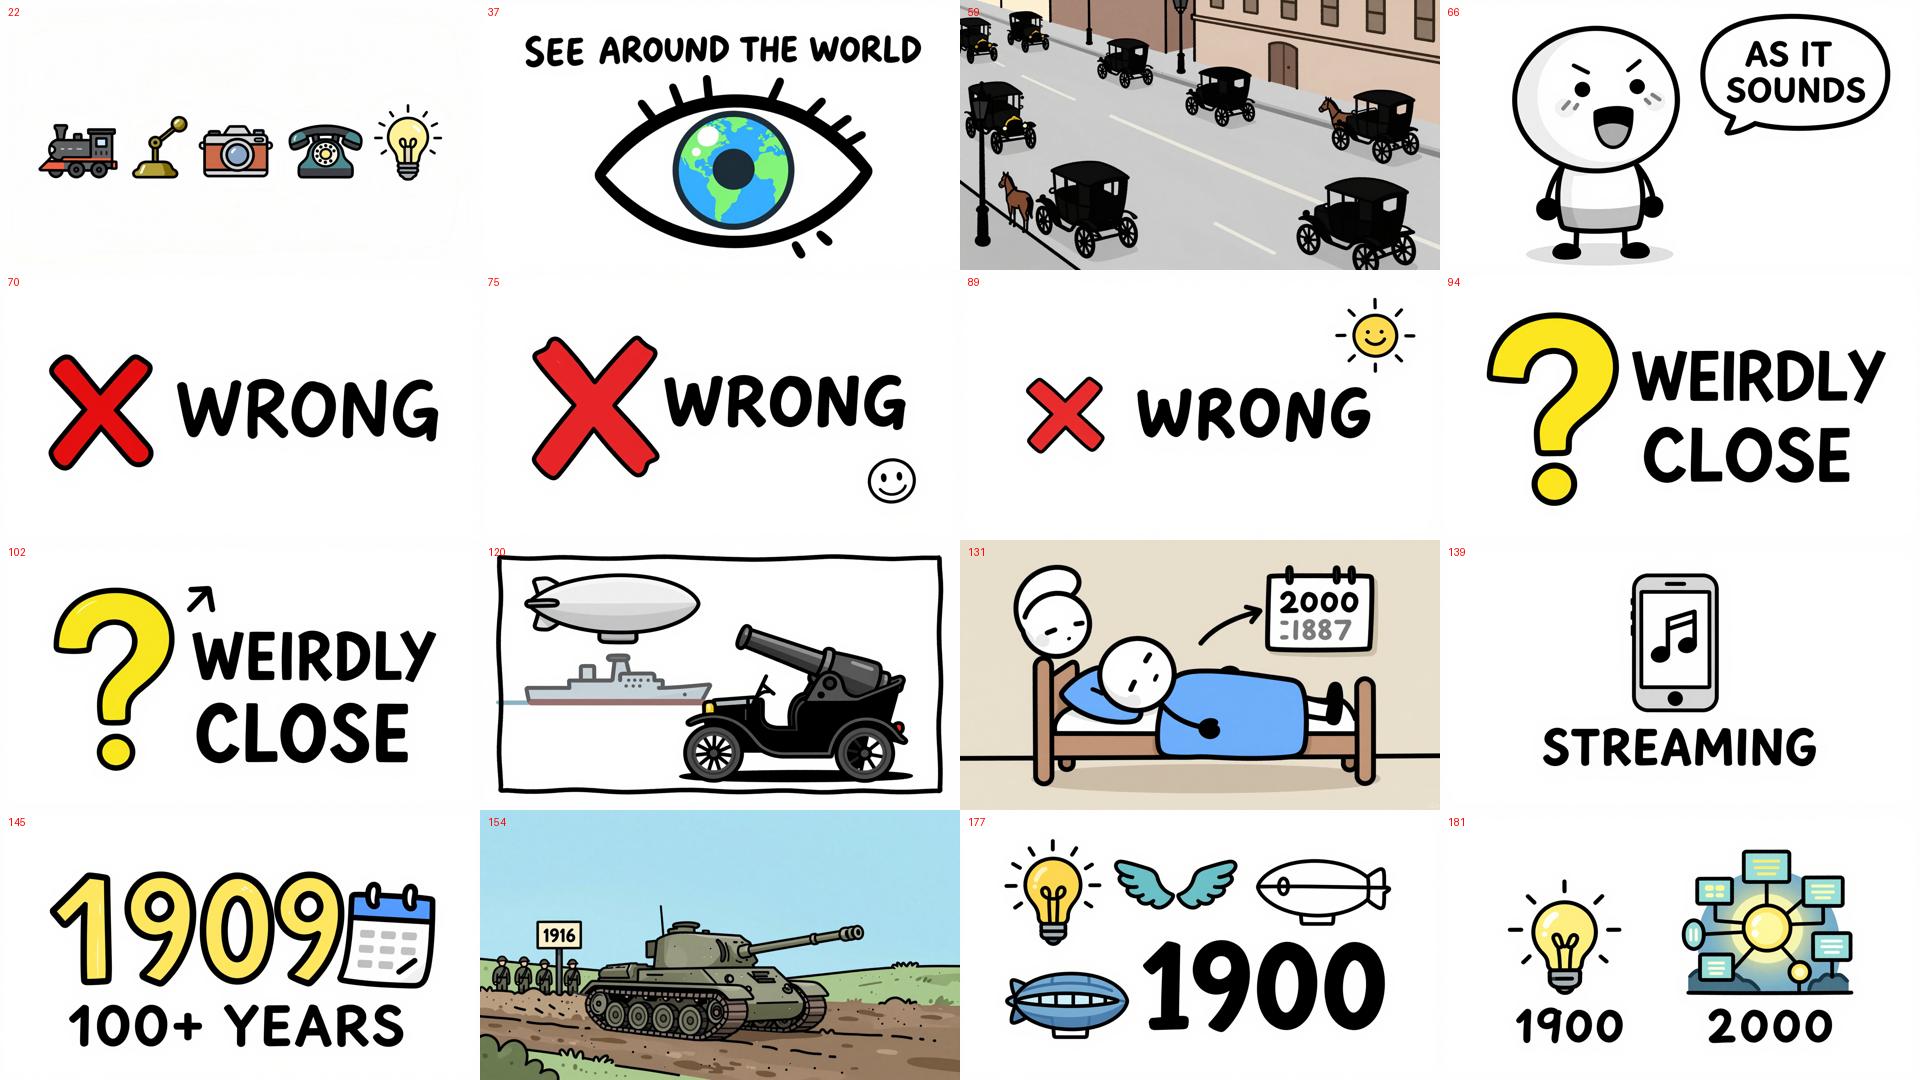 22
37
SEE AROUND THE WORLD
59
66
AS IT
SOUNDS
70
WRONG
75
WRONG
89
WRONG
94
? WEIRDLY
CLOSE
102
? WEIRDLY
CLOSE
120
131
2000
-1887
139
STREAMING
145
1909
100+ YEARS
154
1916
177
1900
181
1900
2000